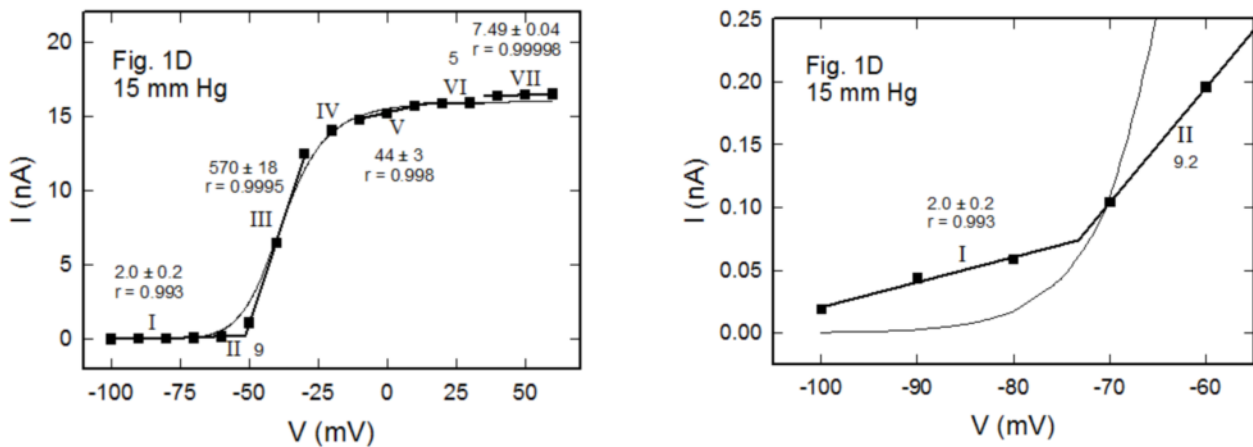 Fig. 1D
15 mm Hg
7.49 ± 0.04
r = 0.99998
5
VI
VII
IV
V
570 ± 18
r = 0.9995
44 ± 3
r = 0.998
III
2.0 ± 0.2
r = 0.993
I
II
9
20
15
10
5
0
I (nA)
-100
-75
-50
-25
0
25
50
V (mV)
Fig. 1D
15 mm Hg
II
9.2
2.0 ± 0.2
r = 0.993
I
0.25
0.20
0.15
0.10
0.05
0.00
I (nA)
-100
-90
-80
-70
-60
V (mV)